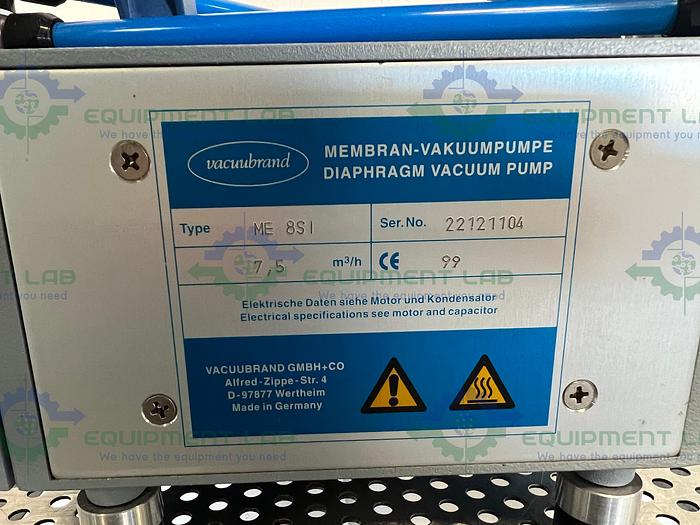 vacuubrand
MEMBRAN-VAKUUMPUMPE
DIAPHRAGM VACUUM PUMP
Type ME 8SI Ser.No. 22121104
7,5 m³/h CE 99
Elektrische Daten siehe Motor und Kondensator
Electrical specifications see motor and capacitor
VACUUBRAND GMBH+CO
Alfred-Zippe-Str. 4
D-97877 Wertheim
Made in Germany
EQUIPMENT LAB
We have the equipment you need